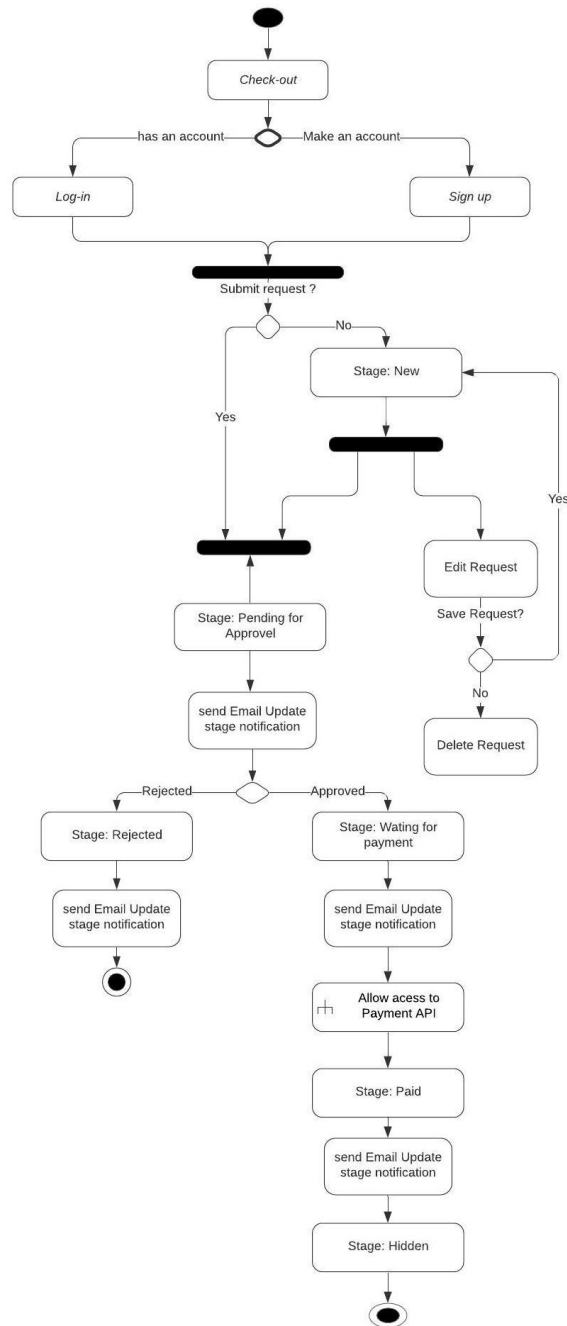 Check-out
has an account
Make an account
Log-in
Sign up
Submit request ?
No
Stage: New
Yes
Yes
Edit Request
Save Request?
Stage: Pending for
Approvel
No
send Email Update
stage notification
Delete Request
Rejected
Approved
Stage: Rejected
Stage: Wating for
payment
send Email Update
stage notification
send Email Update
stage notification
Allow acess to
Payment API
Stage: Paid
send Email Update
stage notification
Stage: Hidden